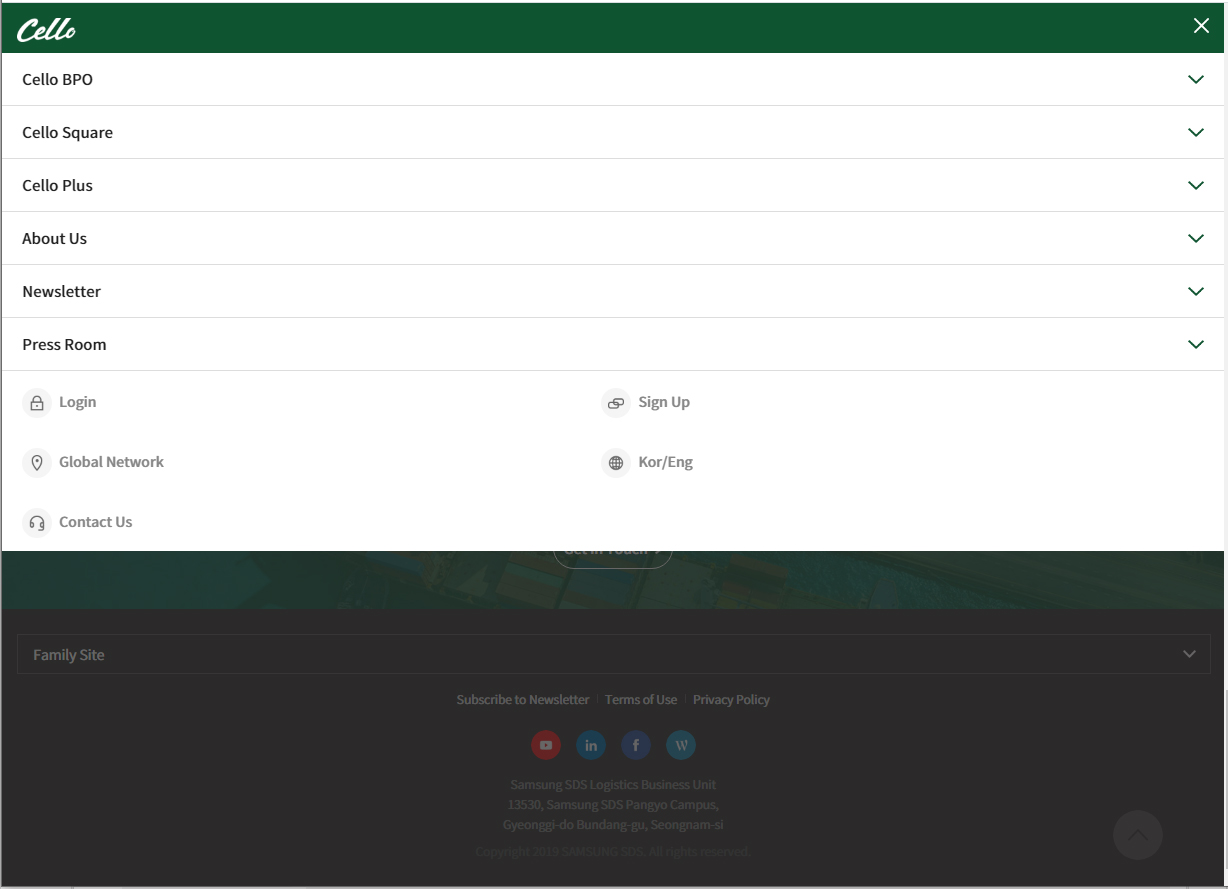 Cello
Cello BPO
Cello Square
Cello Plus
About Us
Newsletter
Press Room
Login
Sign Up
Global Network
Kor/Eng
Contact Us
Get in Touch
Family Site
Subscribe to Newsletter | Terms of Use | Privacy Policy
in f W
Samsung SDS Logistics Business Unit
13530, Samsung SDS Pangyo Campus,
Gyeonggi-do Bundang-gu, Seongnam-si
Copyright 2019 SAMSUNG SDS. All rights reserved.